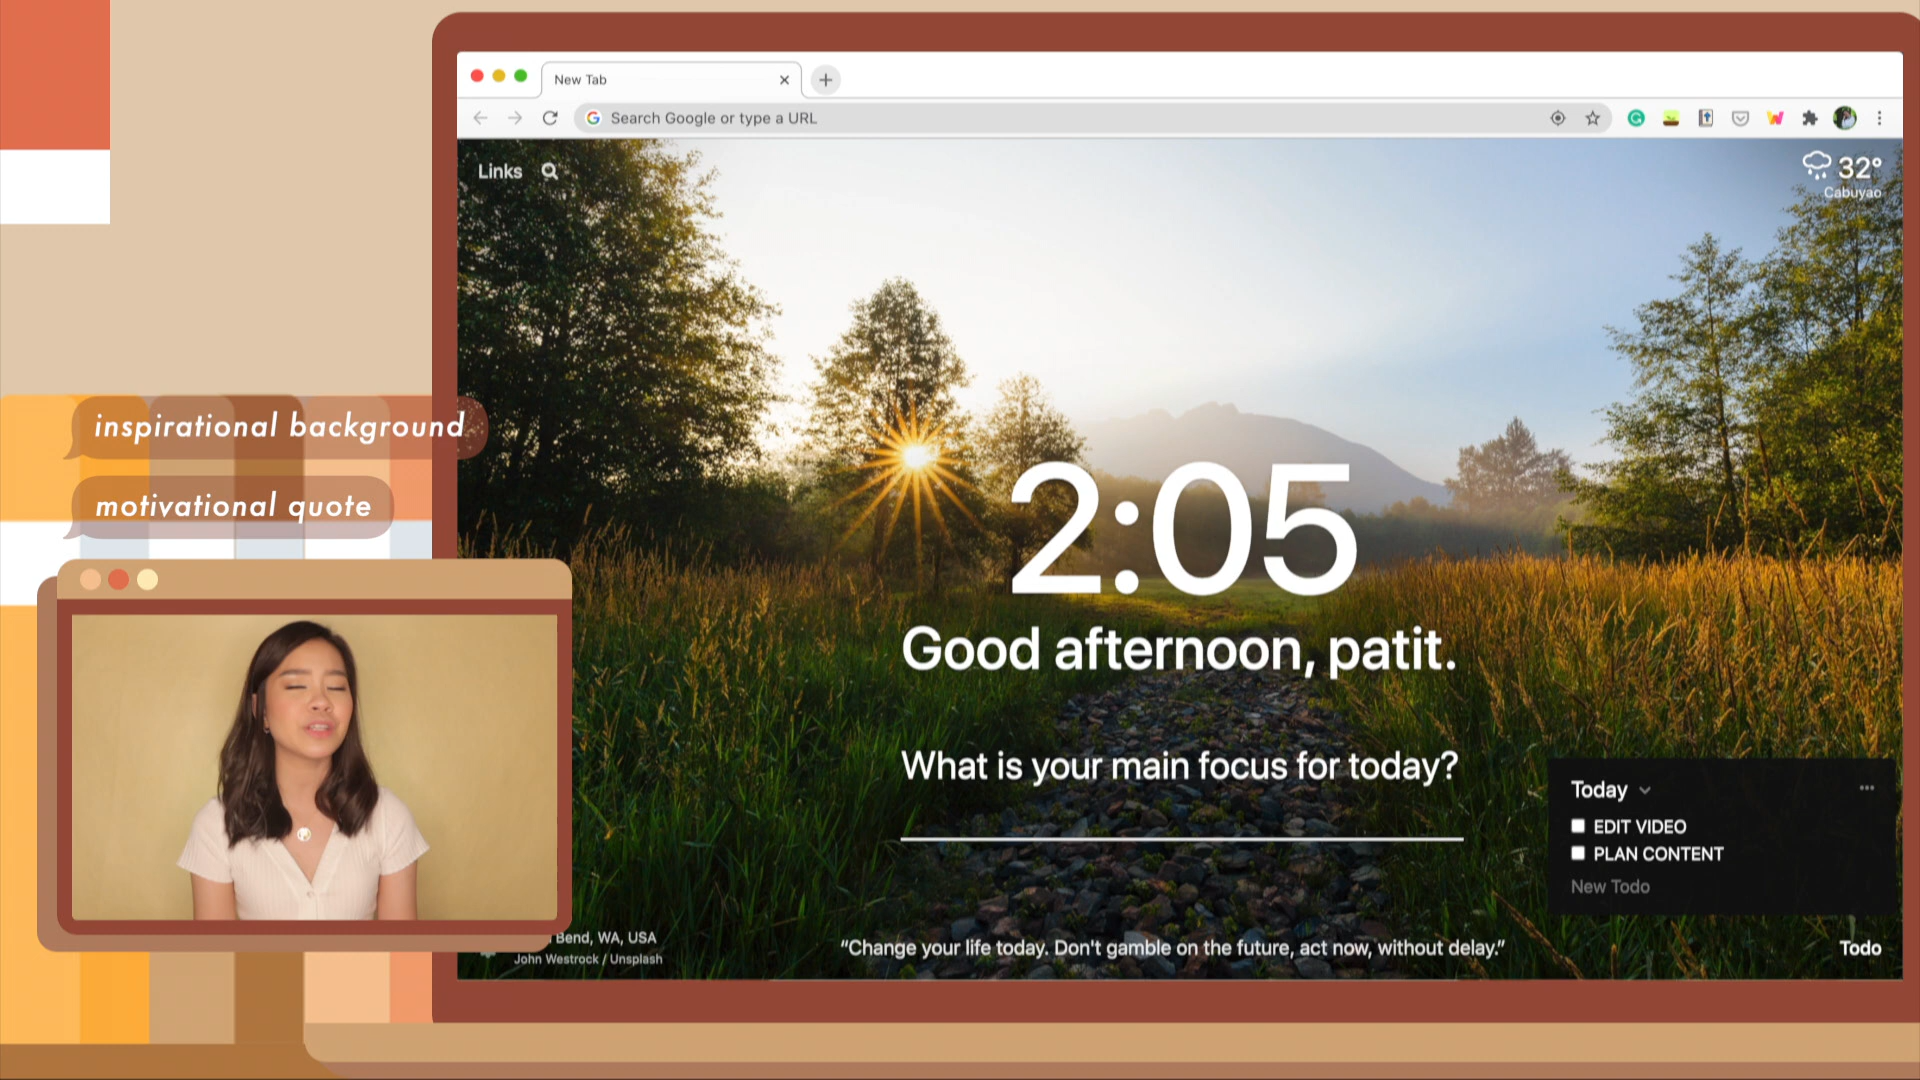 New Tab
Search Google or type a URL
Links
32°
Cabuyao
inspirational background
motivational quote
2:05
Good afternoon, patit.
What is your main focus for today?
Today
EDIT VIDEO
PLAN CONTENT
New Todo
Bend, WA, USA
John Westrock / Unsplash
“Change your life today. Don't gamble on the future, act now, without delay.”
Todo